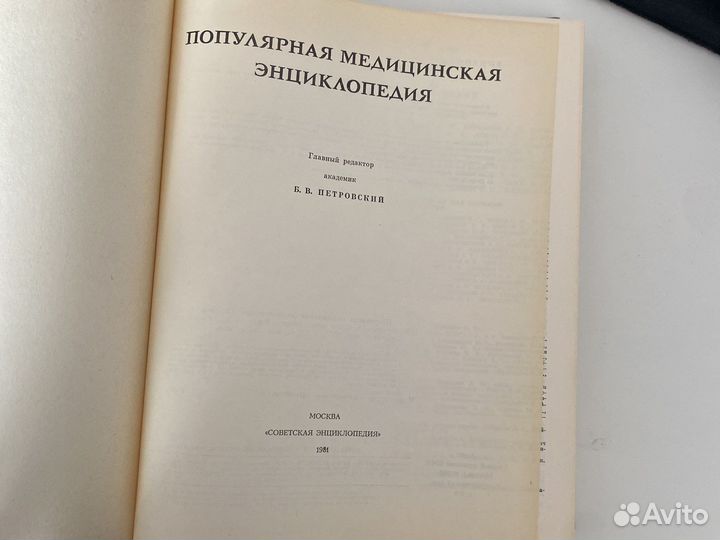 ПОПУЛЯРНАЯ МЕДИЦИНСКАЯ
ЭНЦИКЛОПЕДИЯ
Главный редактор
академик
Б. В. ПЕТРОВСКИЙ
МОСКВА
«СОВЕТСКАЯ ЭНЦИКЛОПЕДИЯ»
1981
Avito